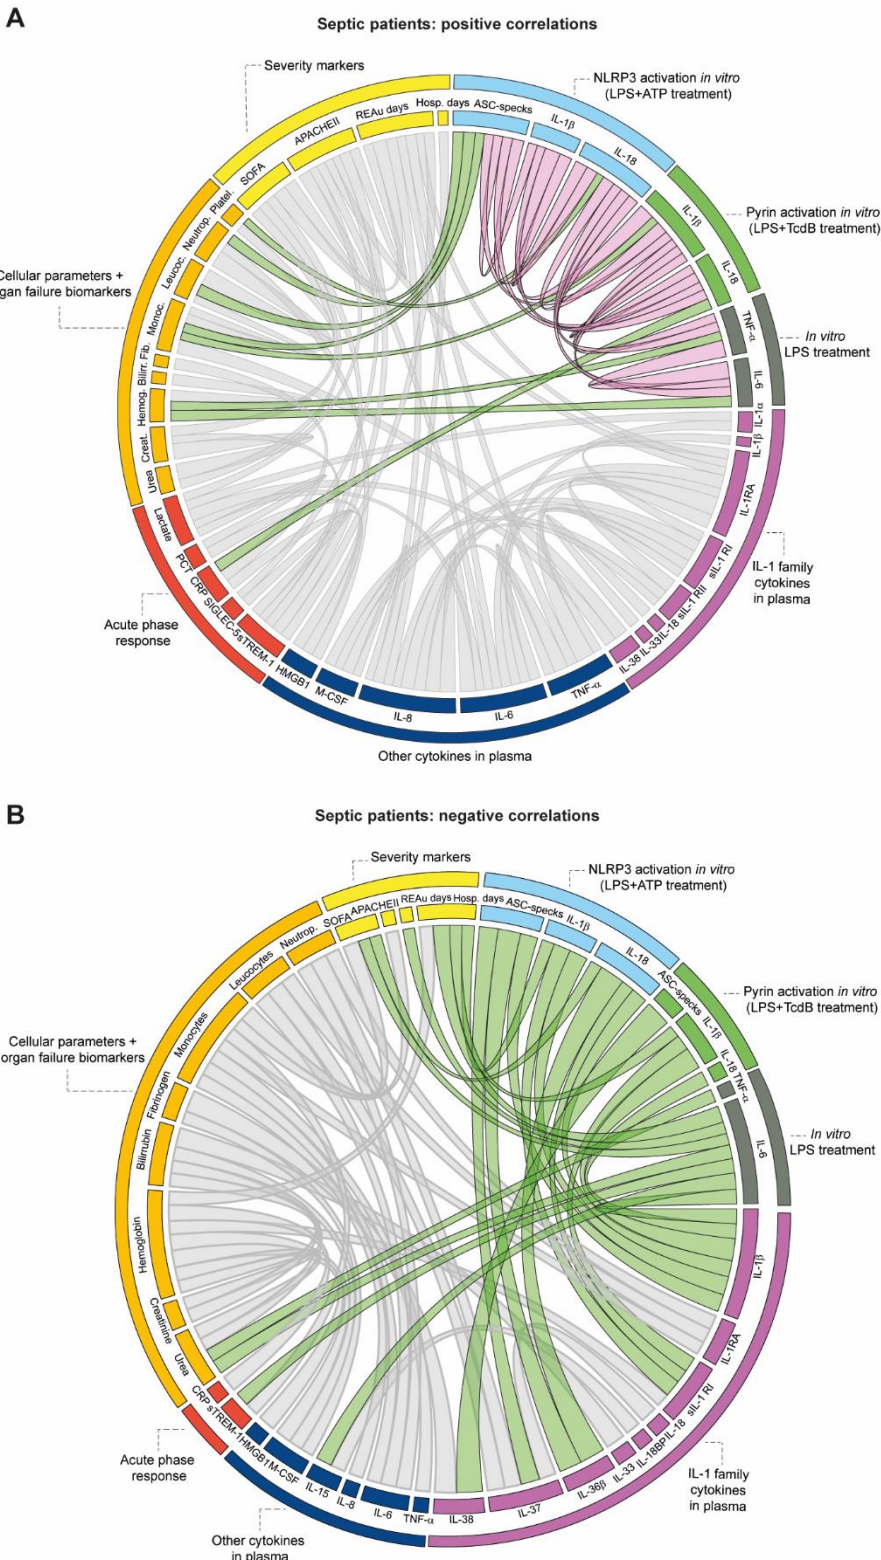 A
Septic patients: positive correlations
Severity markers
NLRP3 activation in vitro
(LPS+ATP treatment)
Hosp. days
ASC-specks
REAu days
IL-1β
APACHEII
IL-18
SOFA
Platel.
IL-1β
Pyrin activation in vitro
(LPS+TcdB treatment)
Neutrop.
Leucoc.
IL-18
Cellular parameters +
organ failure biomarkers
Monoc.
TNF-α
In vitro
LPS treatment
Fib.
Bilirr.
IL-6
Hemog.
IL-1α
Creat.
IL-1β
Urea
IL-1RA
Lactate
sIL-1 RI
IL-1 family
cytokines
in plasma
PCT
CRP
SIGLEC-5
sTREM-1
sIL-1 RII
IL-18
IL-33
IL-38
Acute phase
response
HMGB1
M-CSF
IL-8
IL-6
TNF-α
Other cytokines in plasma
B
Septic patients: negative correlations
Severity markers
NLRP3 activation in vitro
(LPS+ATP treatment)
SOFA
APACHEII
REAu days
Hosp. days
ASC-specks
IL-1β
Neutrop.
IL-18
Leucocytes
ASC-specks
Pyrin activation in vitro
(LPS+TcdB treatment)
Monocytes
IL-1β
Cellular parameters +
organ failure biomarkers
IL-18
TNF-α
Fibrinogen
In vitro
LPS treatment
IL-6
Bilirrubin
Hemoglobin
IL-1β
Creatinine
IL-1RA
Urea
sIL-1 RI
CRP
sTREM-1
HMGB1
M-CSF
IL-18
IL-18BP
IL-33
IL-36β
IL-15
IL-8
IL-6
TNF-α
IL-38
IL-37
Acute phase
response
IL-1 family
cytokines
in plasma
Other cytokines
in plasma